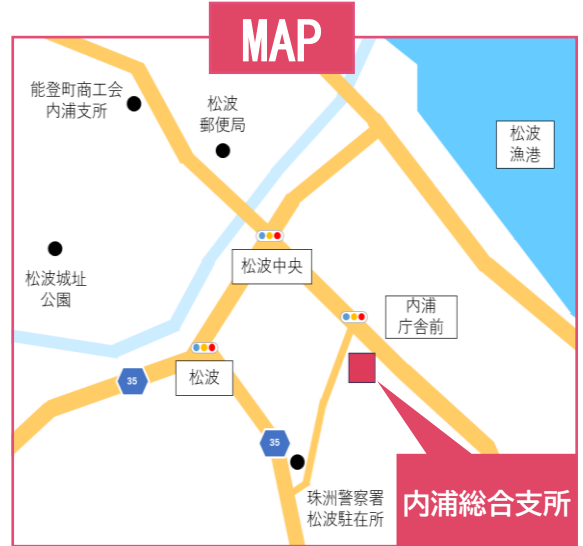 MAP
能登町商工会
内浦支所
松波
郵便局
松波
漁港
松波城址
公園
松波中央
内浦
庁舎前
松波
35
35
珠洲警察署
松波駐在所
内浦総合支所